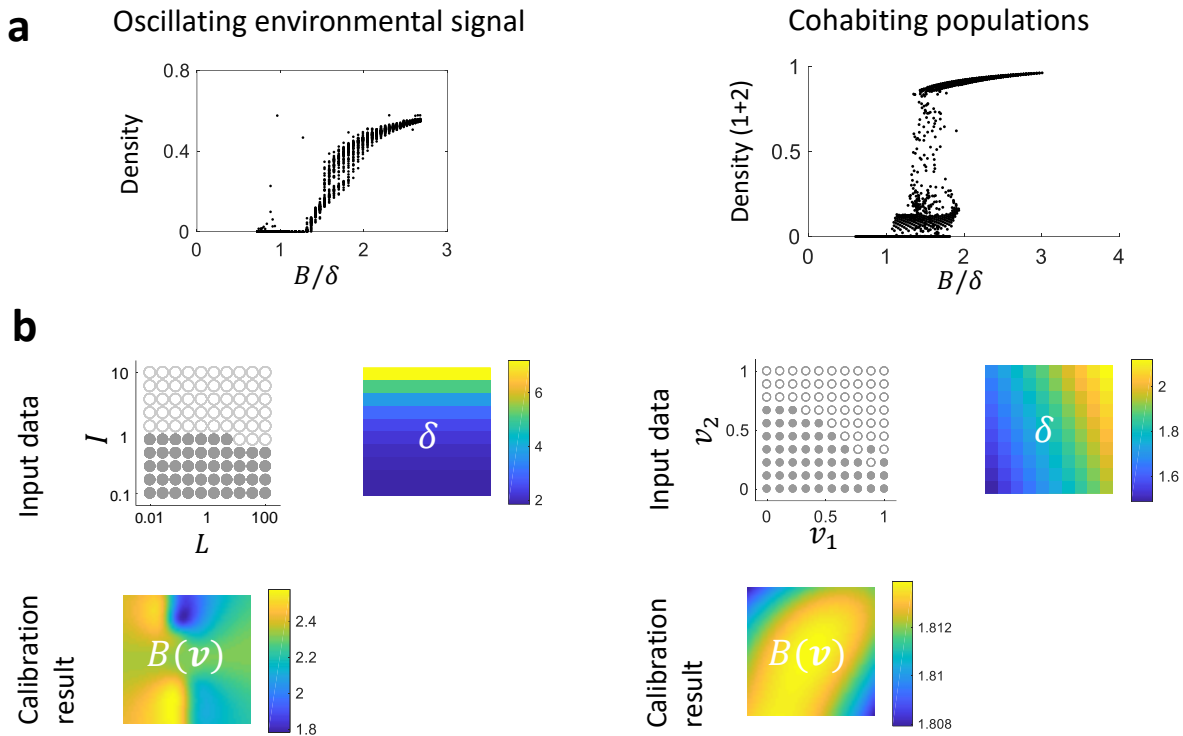 a
Oscillating environmental signal
Cohabiting populations
Density
0.8
0.4
0
0
1
2
3
B/δ
Density (1+2)
1
0.5
0
0
1
2
3
4
B/δ
b
Input data
I
10
1
0.1
0.01
1
100
L
δ
6
4
2
Input data
v₂
1
0.5
0
0
0.5
1
v₁
δ
2
1.8
1.6
Calibration
result
B(v)
2.4
2.2
2
1.8
Calibration
result
B(v)
1.812
1.81
1.808